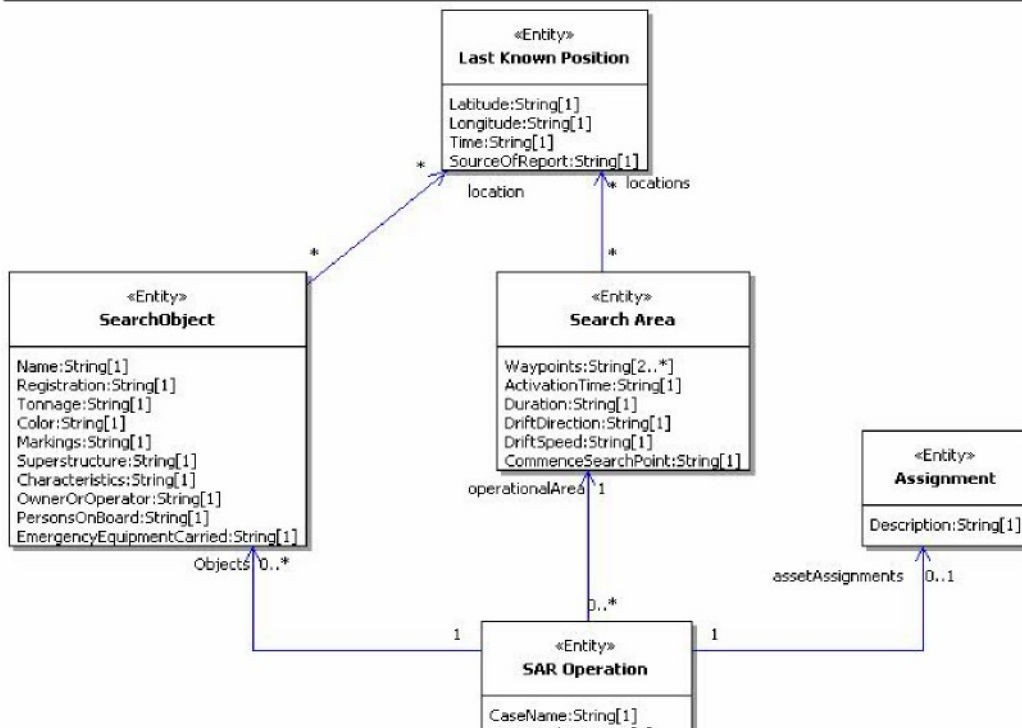 «Entity»
Last Known Position
Latitude:String[1]
Longitude:String[1]
Time:String[1]
SourceOfReport:String[1]
*
location
* locations
*
*
«Entity»
SearchObject
Name:String[1]
Registration:String[1]
Tonnage:String[1]
Color:String[1]
Markings:String[1]
Superstructure:String[1]
Characteristics:String[1]
OwnerOrOperator:String[1]
PersonsOnBoard:String[1]
EmergencyEquipmentCarried:String[1]
«Entity»
Search Area
Waypoints:String[2..*]
ActivationTime:String[1]
Duration:String[1]
DriftDirection:String[1]
DriftSpeed:String[1]
CommenceSearchPoint:String[1]
«Entity»
Assignment
Description:String[1]
operationalArea 1
Objects 0..*
assetAssignments 0..1
0..*
1
1
«Entity»
SAR Operation
CaseName:String[1]